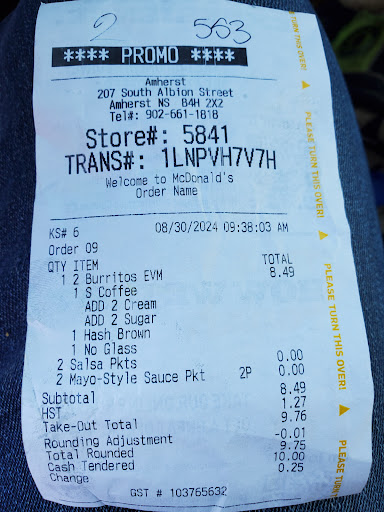 2 563
**** PROMO ****
Amherst
207 South Albion Street
Amherst NS B4H 2X2
Tel#: 902-661-1818
Store#: 5841
TRANS#: 1LNPVH7V7H
Welcome to McDonald's
Order Name
KS# 6 08/30/2024 09:38:03 AM
Order 09
QTY ITEM TOTAL
1 2 Burritos EVM 8.49
1 S Coffee
ADD 2 Cream
ADD 2 Sugar
1 Hash Brown
1 No Glass
2 Salsa Pkts 0.00
2 Mayo-Style Sauce Pkt 2P 0.00
Subtotal 8.49
HST 1.27
Take-Out Total 9.76
Rounding Adjustment -0.01
Total Rounded 9.75
Cash Tendered 10.00
Change 0.25
GST # 103765632
TURN THIS OVER!
PLEASE TURN THIS OVER!
PLEASE TURN THIS OVER!
PLEASE TURN